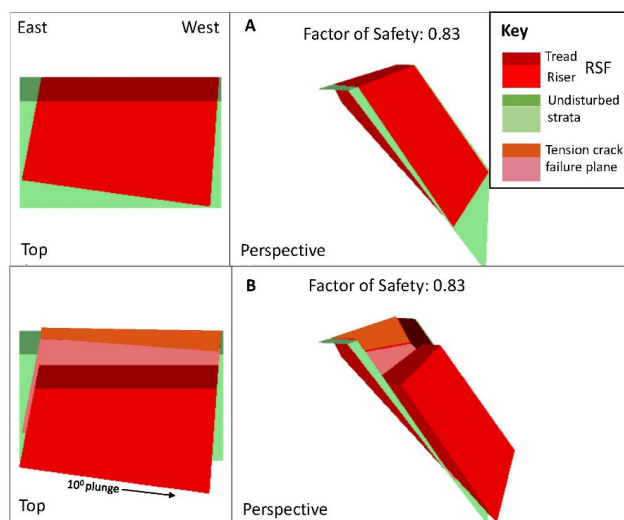 East West
A
Factor of Safety: 0.83
Key
Tread
Riser
RSF
Undisturbed
strata
Tension crack
failure plane
Top
Perspective
B
Factor of Safety: 0.83
10⁰ plunge
Top
Perspective